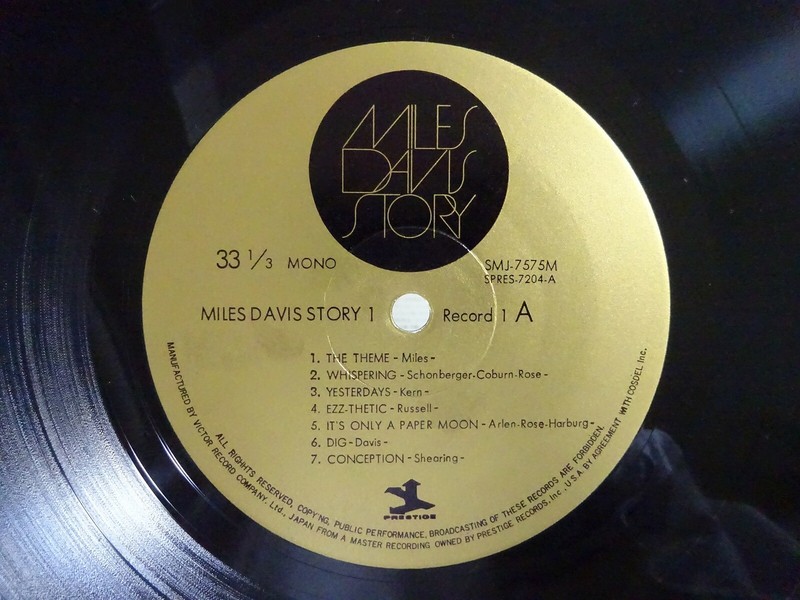 MILES
DAVIS
STORY
33 1/3 MONO
SMJ-7575M
SPRES-7204-A
MILES DAVIS STORY 1
Record 1 A
1. THE THEME - Miles -
2. WHISPERING - Schonberger-Coburn-Rose -
3. YESTERDAYS - Kern -
4. EZZ-THETIC - Russell -
5. IT'S ONLY A PAPER MOON - Arlen-Rose-Harburg -
6. DIG - Davis -
7. CONCEPTION - Shearing -
PRESTIGE
ALL RIGHTS RESERVED, COPY'NG, PUBLIC PERFORMANCE, BROADCASTING OF THESE RECORDS ARE FORBIDDEN.
MANUFACTURED BY VICTOR RECORD COMPANY, Ltd., JAPAN FROM A MASTER RECORDING OWNED BY PRESTIGE RECORDS, Inc., U.S.A. BY AGREEMENT WITH COSDEL Inc.